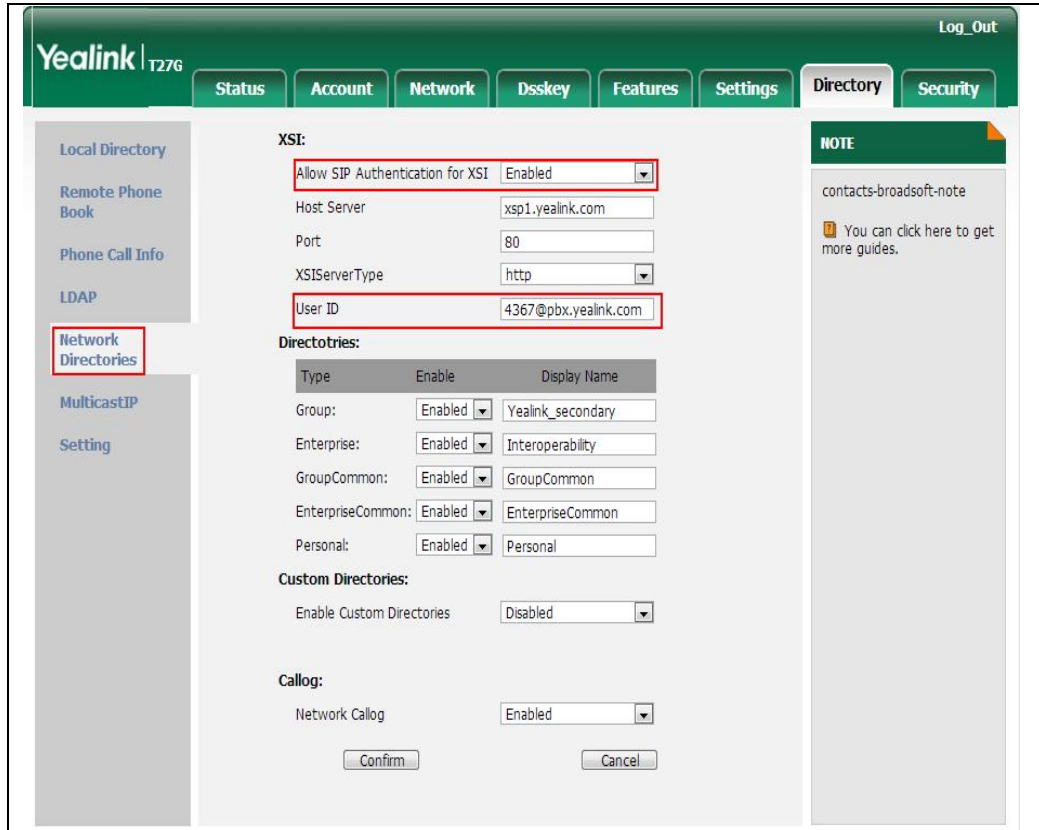 Log_Out
Yealink T27G
Status Account Network Dsskey Features Settings Directory Security
Local Directory
Remote Phone
Book
Phone Call Info
LDAP
Network
Directories
MulticastIP
Setting
XSI:
Allow SIP Authentication for XSI Enabled
Host Server xsp1.yealink.com
Port 80
XSIServerType http
User ID 4367@pbx.yealink.com
Directotries:
Type Enable Display Name
Group: Enabled Yealink_secondary
Enterprise: Enabled Interoperability
GroupCommon: Enabled GroupCommon
EnterpriseCommon: Enabled EnterpriseCommon
Personal: Enabled Personal
Custom Directories:
Enable Custom Directories Disabled
Callog:
Network Callog Enabled
Confirm Cancel
NOTE
contacts-broadsoft-note
You can click here to get
more guides.